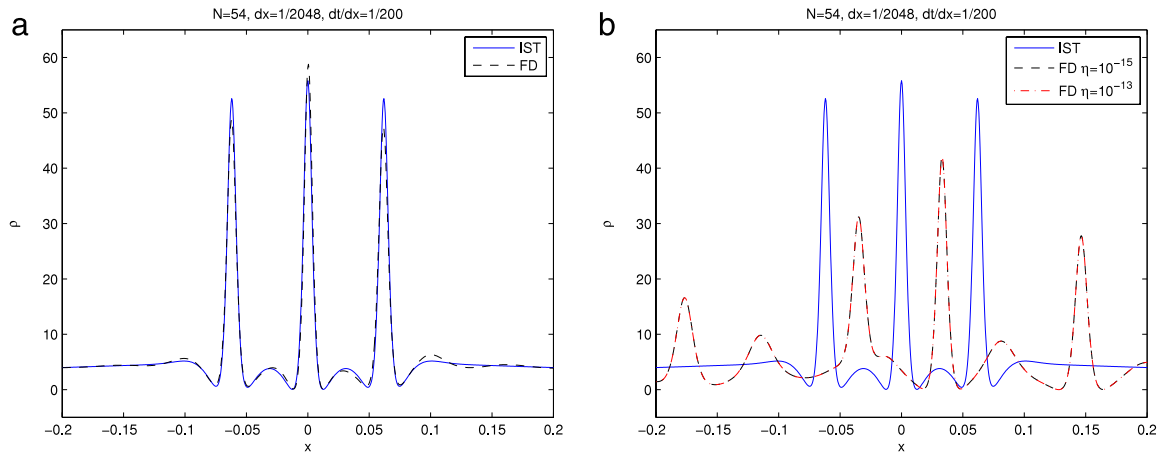 a
N=54, dx=1/2048, dt/dx=1/200
IST
FD
ρ
60
50
40
30
20
10
0
−0.2 −0.15 −0.1 −0.05 0 0.05 0.1 0.15 0.2
x
b
N=54, dx=1/2048, dt/dx=1/200
IST
FD η=10⁻¹⁵
FD η=10⁻¹³
ρ
60
50
40
30
20
10
0
−0.2 −0.15 −0.1 −0.05 0 0.05 0.1 0.15 0.2
x